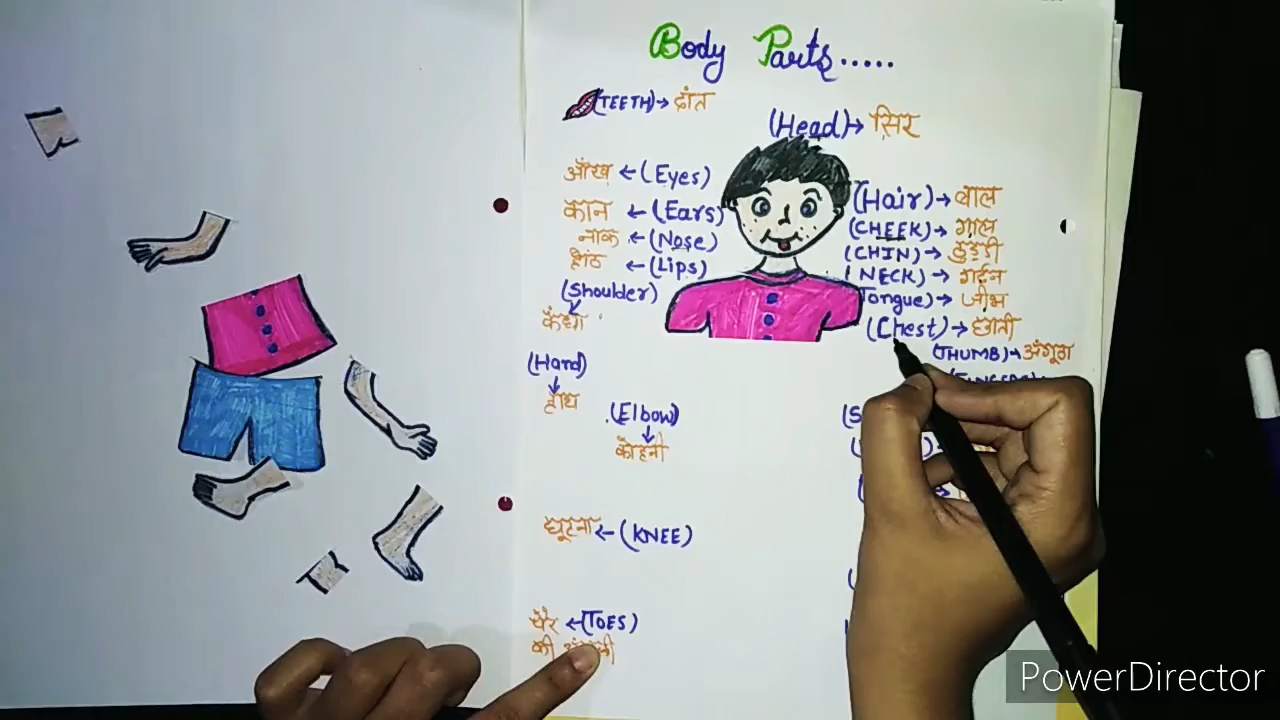 Body Parts.....
(TEETH)→ दांत
(Head)→ सिर
आँख ←(Eyes)
(Hair)→ बाल
कान ←(Ears)
(CHEEK)→ गाल
नाक ←(Nose)
(CHIN)→ ठुड्डी
होंठ ←(Lips)
(NECK)→ गर्दन
(Shoulder)
Tongue)→ जीभ
कंधा
(Chest)→ छाती
(THUMB)→ अंगूठा
(Hand)
हाथ
(Elbow)
कोहनी
घूटना ←(KNEE)
पैर ←(TOES)
की
PowerDirector